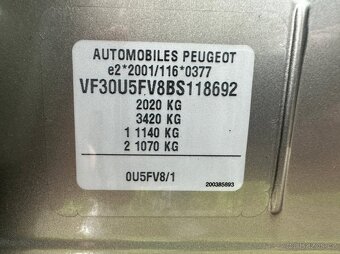 AUTOMOBILES PEUGEOT
e2*2001/116*0377
VF30U5FV8BS118692
2020 KG
3420 KG
1 1140 KG
2 1070 KG
0U5FV8/1
200385693